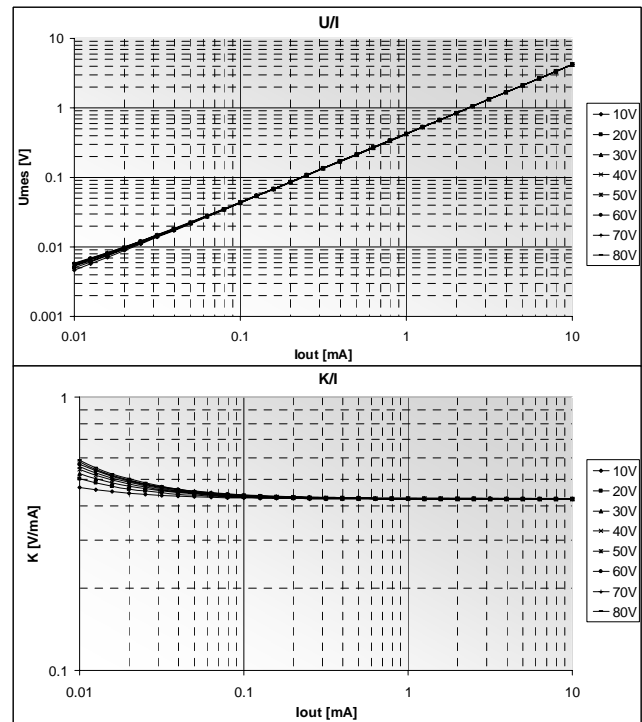 U/I
10
1
0.1
0.01
0.001
Umes [V]
0.01
0.1
1
10
Iout [mA]
10V
20V
30V
40V
50V
60V
70V
80V
K/I
1
0.1
K [V/mA]
0.01
0.1
1
10
Iout [mA]
10V
20V
30V
40V
50V
60V
70V
80V